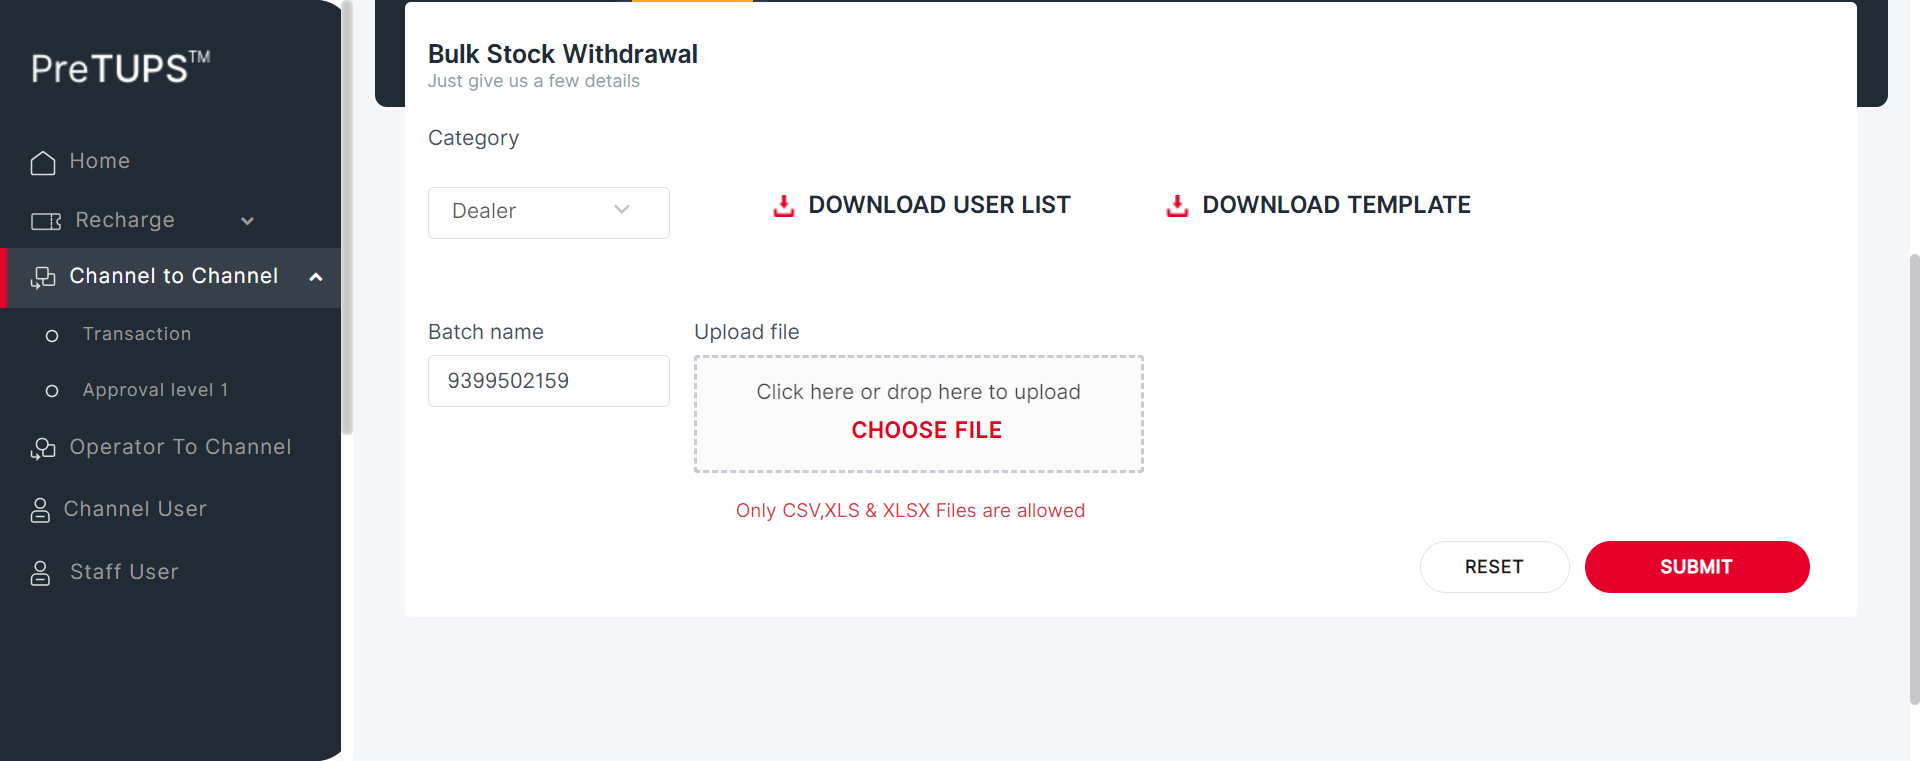 PreTUPS™
Home
Recharge
Channel to Channel
Transaction
Approval level 1
Operator To Channel
Channel User
Staff User
Bulk Stock Withdrawal
Just give us a few details
Category
Dealer
DOWNLOAD USER LIST
DOWNLOAD TEMPLATE
Batch name
Upload file
9399502159
Click here or drop here to upload
CHOOSE FILE
Only CSV,XLS & XLSX Files are allowed
RESET
SUBMIT